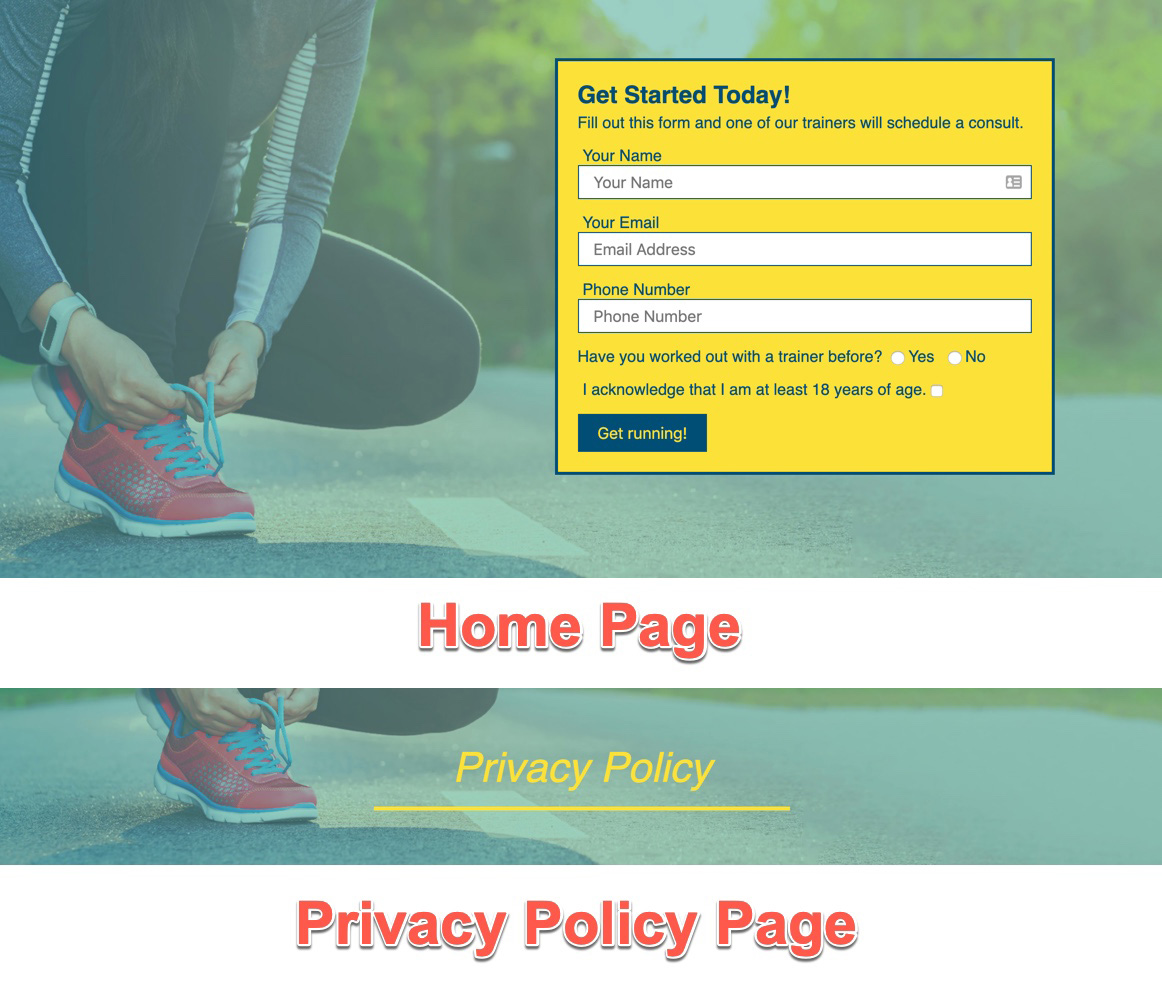 Get Started Today!
Fill out this form and one of our trainers will schedule a consult.
Your Name
Your Name
Your Email
Email Address
Phone Number
Phone Number
Have you worked out with a trainer before? Yes No
I acknowledge that I am at least 18 years of age.
Get running!
Home Page
Privacy Policy
Privacy Policy Page